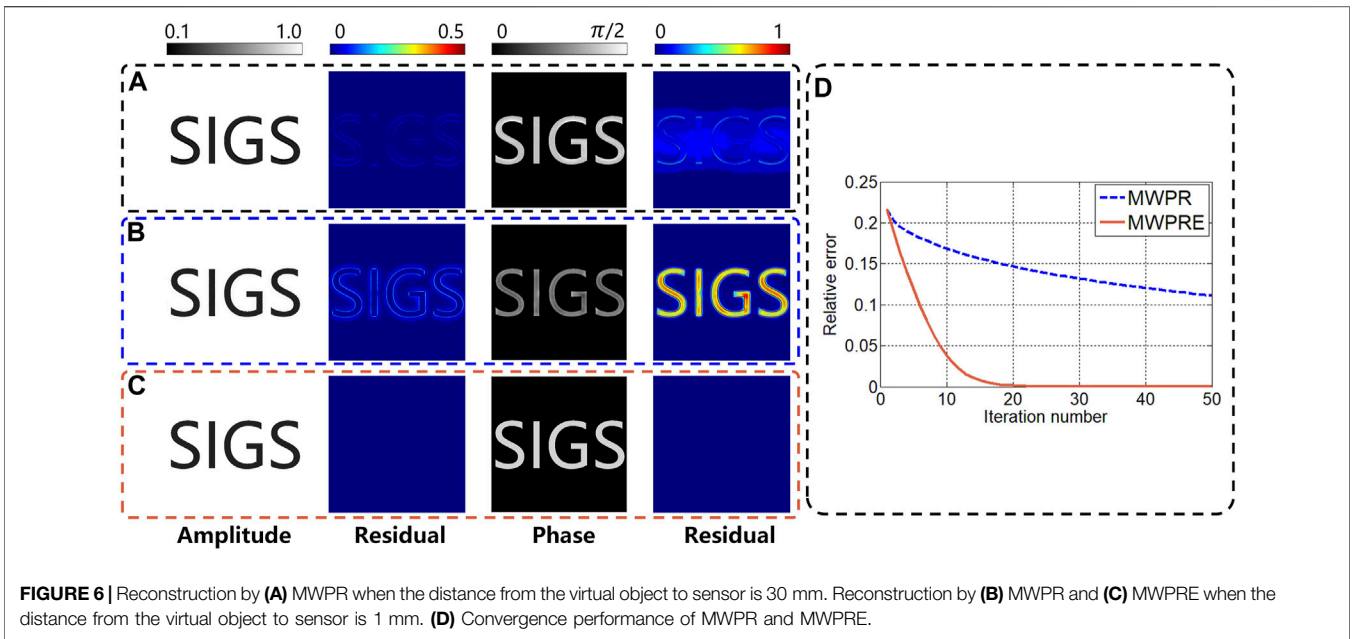 0.1 1.0 0 0.5 0 π/2 0 1
A
SIGS SIGS SIGS SIGS
B
SIGS SIGS SIGS SIGS
C
SIGS SIGS
Amplitude Residual Phase Residual
D
0.25
0.2
0.15
0.1
0.05
0
Relative error
MWPR
MWPRE
0 10 20 30 40 50
Iteration number
FIGURE 6 | Reconstruction by (A) MWPR when the distance from the virtual object to sensor is 30 mm. Reconstruction by (B) MWPR and (C) MWPRE when the
distance from the virtual object to sensor is 1 mm. (D) Convergence performance of MWPR and MWPRE.